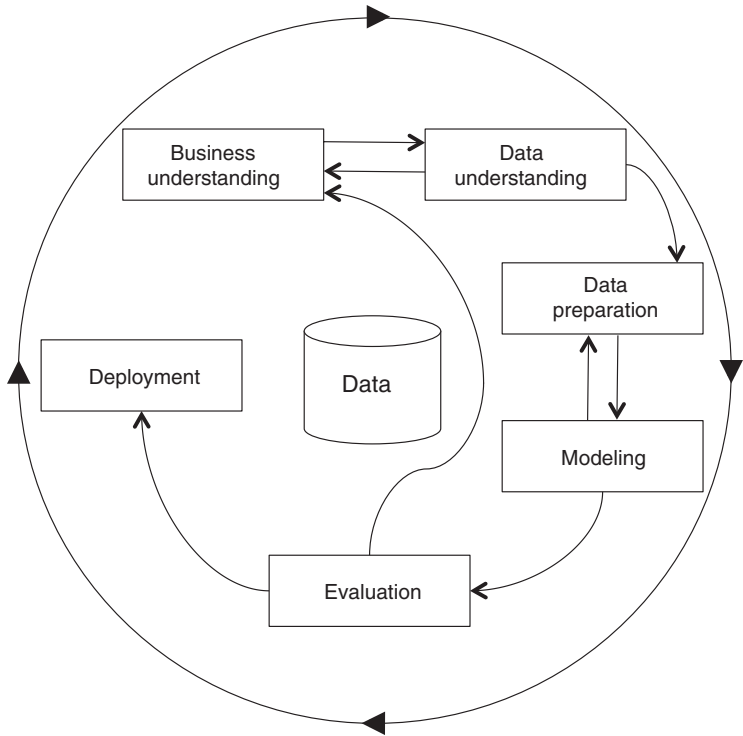 Business
understanding
Data
understanding
Data
preparation
Deployment
Data
Modeling
Evaluation